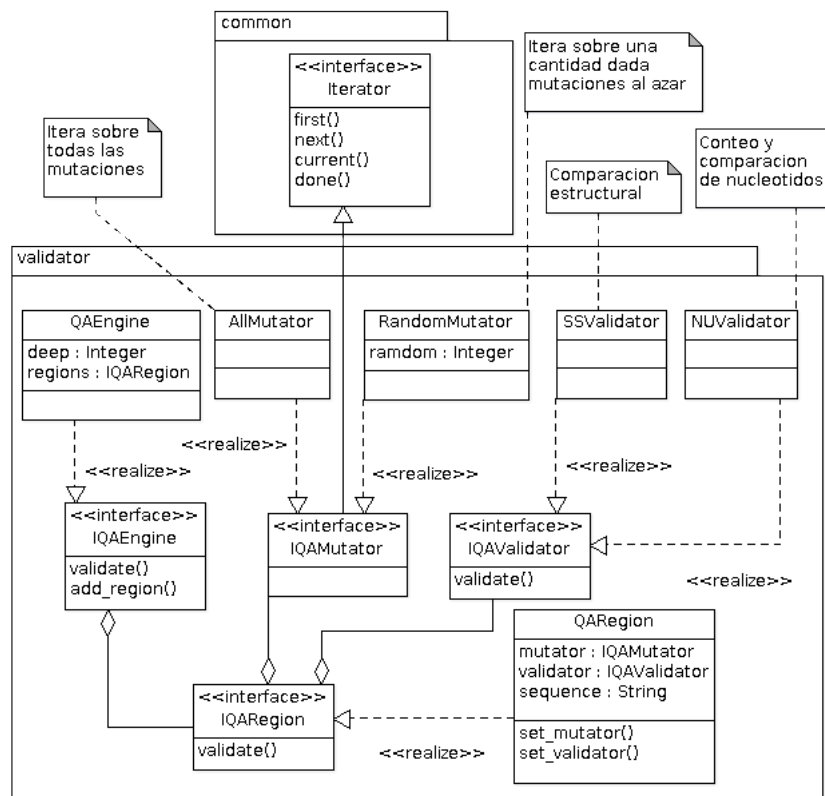 common
<<interface>>
Iterator
first()
next()
current()
done()
Itera sobre una
cantidad dada
mutaciones al azar
Itera sobre
todas las
mutaciones
Comparacion
estructural
Conteo y
comparacion
de nucleotidos
validator
QAEngine
deep : Integer
regions : IQARegion
AllMutator
RandomMutator
ramdom : Integer
SSValidator
NUValidator
<<realize>>
<<realize>>
<<realize>>
<<realize>>
<<realize>>
<<interface>>
IQAEngine
validate()
add_region()
<<interface>>
IQAMutator
<<interface>>
IQAValidator
validate()
QARegion
mutator : IQAMutator
validator : IQAValidator
sequence : String
set_mutator()
set_validator()
<<interface>>
IQARegion
validate()
<<realize>>